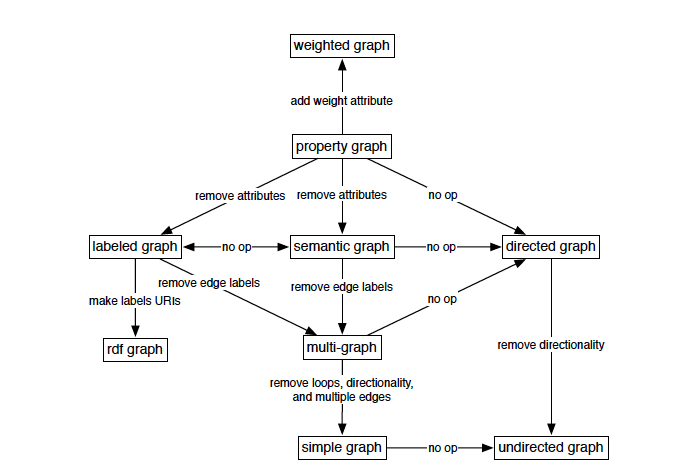 weighted graph
add weight attribute
property graph
remove attributes
remove attributes
no op
labeled graph
no op
semantic graph
no op
directed graph
remove edge labels
remove edge labels
make labels URIs
no op
rdf graph
multi-graph
remove directionality
remove loops, directionality,
and multiple edges
simple graph
no op
undirected graph